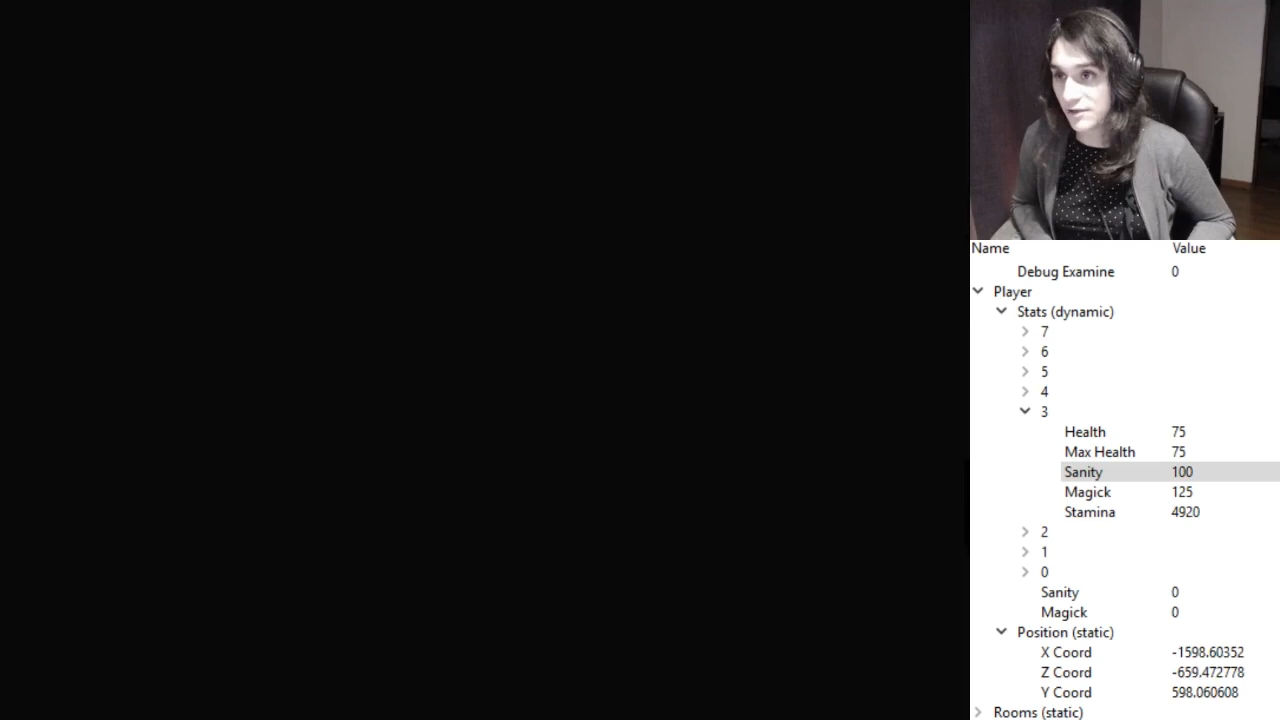 Name Value
Debug Examine 0
Player
Stats (dynamic)
7
6
5
4
3
Health 75
Max Health 75
Sanity 100
Magick 125
Stamina 4920
2
1
0
Sanity 0
Magick 0
Position (static)
X Coord -1598.60352
Z Coord -659.472778
Y Coord 598.060608
Rooms (static)